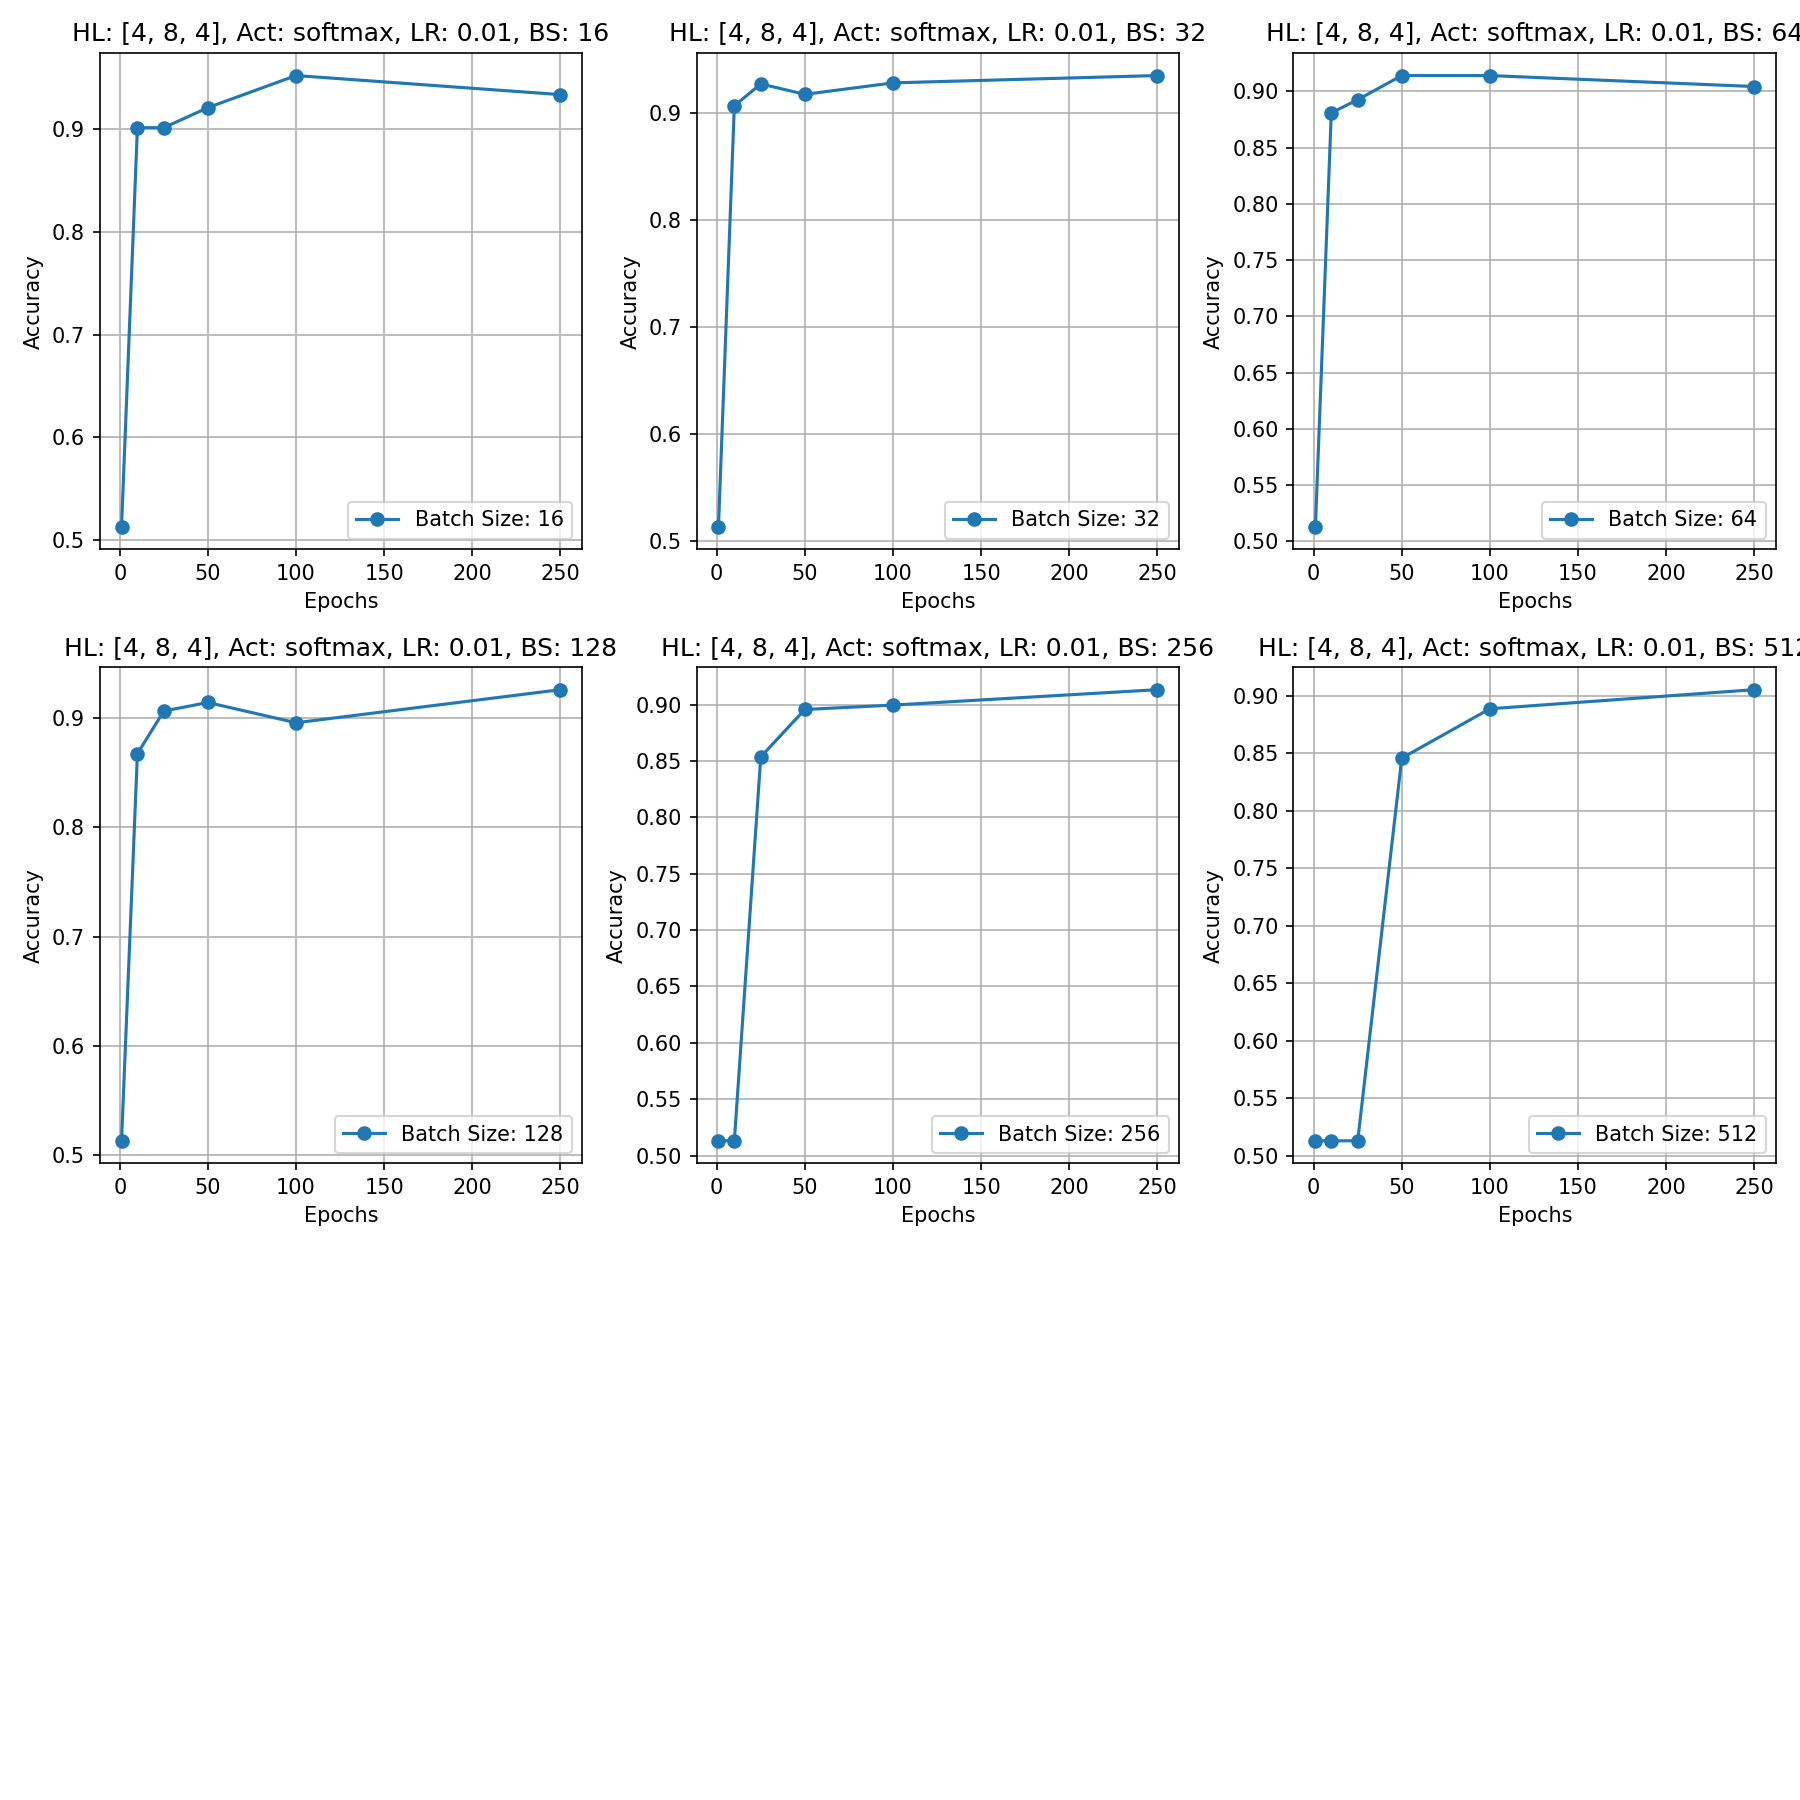 HL: [4, 8, 4], Act: softmax, LR: 0.01, BS: 16
0.9
0.8
0.7
0.6
0.5
Accuracy
Batch Size: 16
0 50 100 150 200 250
Epochs
HL: [4, 8, 4], Act: softmax, LR: 0.01, BS: 32
0.9
0.8
0.7
0.6
0.5
Accuracy
Batch Size: 32
0 50 100 150 200 250
Epochs
HL: [4, 8, 4], Act: softmax, LR: 0.01, BS: 64
0.90
0.85
0.80
0.75
0.70
0.65
0.60
0.55
0.50
Accuracy
Batch Size: 64
0 50 100 150 200 250
Epochs
HL: [4, 8, 4], Act: softmax, LR: 0.01, BS: 128
0.9
0.8
0.7
0.6
0.5
Accuracy
Batch Size: 128
0 50 100 150 200 250
Epochs
HL: [4, 8, 4], Act: softmax, LR: 0.01, BS: 256
0.90
0.85
0.80
0.75
0.70
0.65
0.60
0.55
0.50
Accuracy
Batch Size: 256
0 50 100 150 200 250
Epochs
HL: [4, 8, 4], Act: softmax, LR: 0.01, BS: 512
0.90
0.85
0.80
0.75
0.70
0.65
0.60
0.55
0.50
Accuracy
Batch Size: 512
0 50 100 150 200 250
Epochs